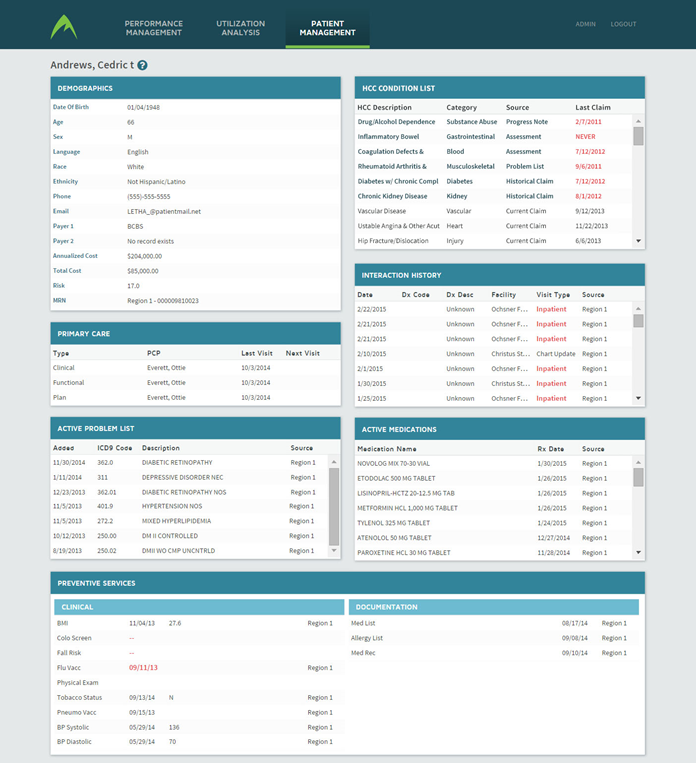 PERFORMANCE MANAGEMENT
UTILIZATION ANALYSIS
PATIENT MANAGEMENT
ADMIN LOGOUT
Andrews, Cedric t ?
DEMOGRAPHICS
Date Of Birth 01/04/1948
Age 66
Sex M
Language English
Race White
Ethnicity Not Hispanic/Latino
Phone (555)-555-5555
Email LETHA_@patientmail.net
Payer 1 BCBS
Payer 2 No record exists
Annualized Cost $204,000.00
Total Cost $85,000.00
Risk 17.0
MRN Region 1 - 000009810023
HCC CONDITION LIST
HCC Description Category Source Last Claim
Drug/Alcohol Dependence Substance Abuse Progress Note 2/7/2011
Inflammatory Bowel Gastrointestinal Assessment NEVER
Coagulation Defects & Blood Assessment 7/12/2012
Rheumatoid Arthritis & Musculoskeletal Problem List 9/6/2011
Diabetes w/ Chronic Compl Diabetes Historical Claim 7/12/2012
Chronic Kidney Disease Kidney Historical Claim 8/1/2012
Vascular Disease Vascular Current Claim 9/12/2013
Ustable Angina & Other Acut Heart Current Claim 11/22/2013
Hip Fracture/Dislocation Injury Current Claim 6/6/2013
INTERACTION HISTORY
Date Dx Code Dx Desc Facility Visit Type Source
2/22/2015 Unknown Ochsner F... Inpatient Region 1
2/21/2015 Unknown Ochsner F... Inpatient Region 1
2/21/2015 Unknown Ochsner F... Inpatient Region 1
2/10/2015 Unknown Christus St... Chart Update Region 1
2/1/2015 Unknown Ochsner F... Inpatient Region 1
1/30/2015 Unknown Christus St... Inpatient Region 1
1/25/2015 Unknown Ochsner F... Inpatient Region 1
PRIMARY CARE
Type PCP Last Visit Next Visit
Clinical Everett, Ottie 10/3/2014
Functional Everett, Ottie 10/3/2014
Plan Everett, Ottie 10/3/2014
ACTIVE PROBLEM LIST
Added ICD9 Code Description Source
11/30/2014 362.0 DIABETIC RETINOPATHY Region 1
1/11/2014 311 DEPRESSIVE DISORDER NEC Region 1
12/23/2013 362.01 DIABETIC RETINOPATHY NOS Region 1
11/5/2013 401.9 HYPERTENSION NOS Region 1
11/5/2013 272.2 MIXED HYPERLIPIDEMIA Region 1
10/12/2013 250.00 DM II CONTROLLED Region 1
8/19/2013 250.02 DMII WO CMP UNCNTRLD Region 1
ACTIVE MEDICATIONS
Medication Name Rx Date Source
NOVOLOG MIX 70-30 VIAL 1/30/2015 Region 1
ETODOLAC 500 MG TABLET 1/26/2015 Region 1
LISINOPRIL-HCTZ 20-12.5 MG TAB 1/26/2015 Region 1
METFORMIN HCL 1,000 MG TABLET 1/26/2015 Region 1
TYLENOL 325 MG TABLET 1/24/2015 Region 1
ATENOLOL 50 MG TABLET 12/27/2014 Region 1
PAROXETINE HCL 30 MG TABLET 11/28/2014 Region 1
PREVENTIVE SERVICES
CLINICAL
BMI 11/04/13 27.6 Region 1
Colo Screen --
Fall Risk --
Flu Vacc 09/11/13 Region 1
Physical Exam
Tobacco Status 09/13/14 N Region 1
Pneumo Vacc 09/15/13 Region 1
BP Systolic 05/29/14 136 Region 1
BP Diastolic 05/29/14 70 Region 1
DOCUMENTATION
Med List 08/17/14 Region 1
Allergy List 09/08/14 Region 1
Med Rec 09/10/14 Region 1